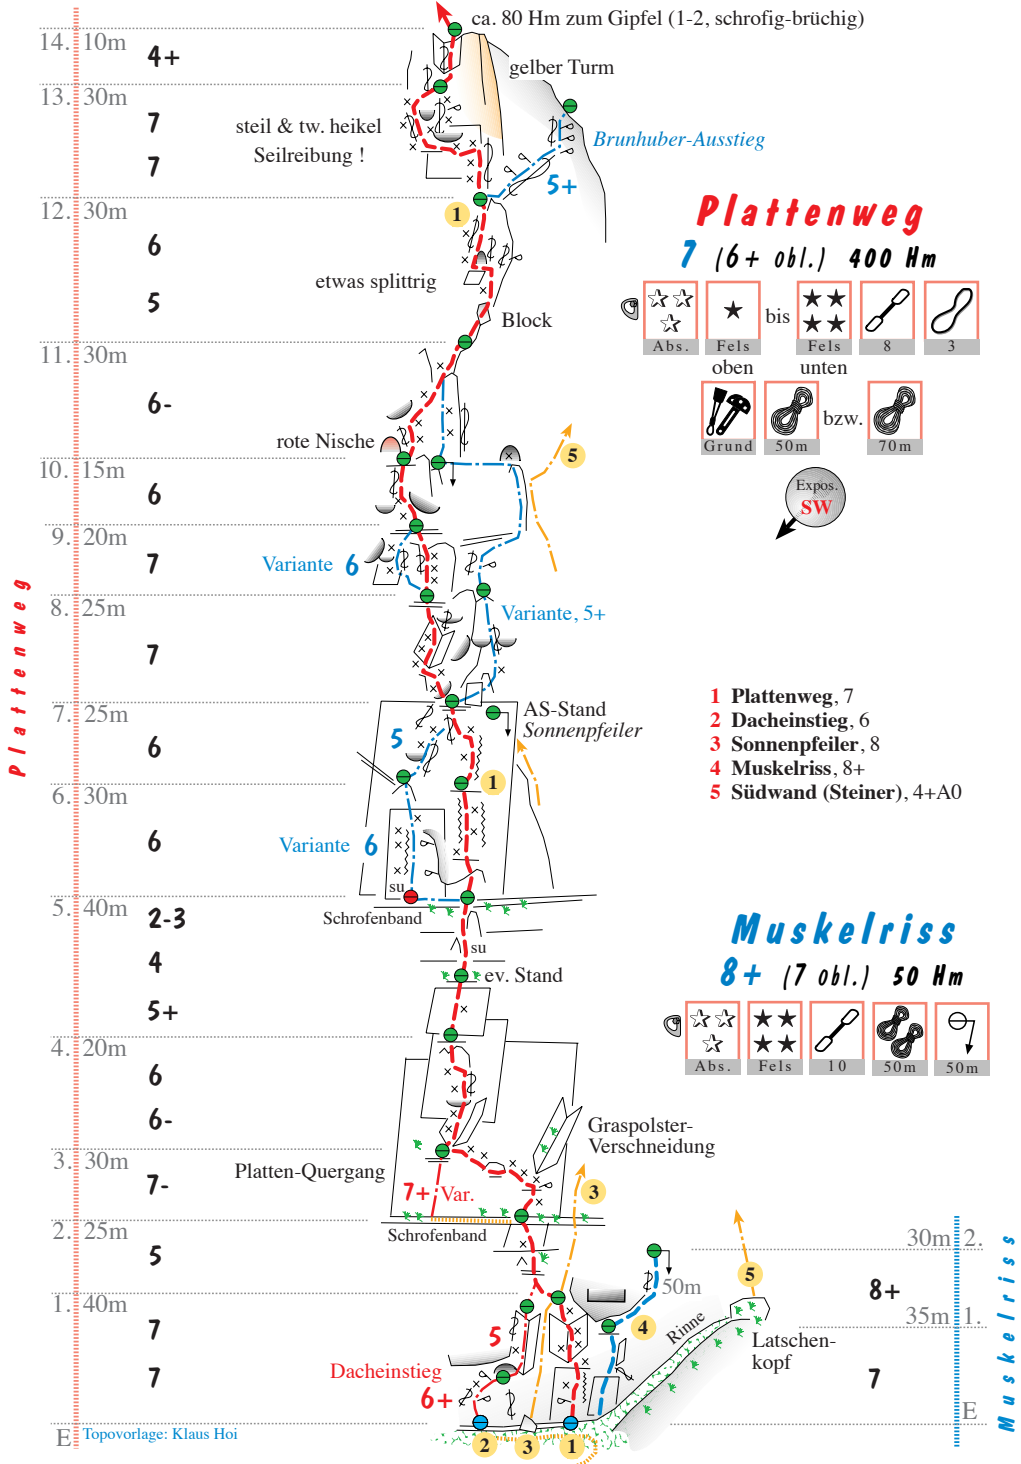 ca. 80 Hm zum Gipfel (1-2, schrofig-brüchig)
14. 10m
4+
gelber Turm
13. 30m
7
steil & tw. heikel
Seilreibung !
Brunhuber-Ausstieg
7
5+
12. 30m
1
Plattenweg
6
7 (6+ obl.) 400 Hm
etwas splittrig
5
Block
bis
Abs.
Fels
Fels
8
3
11. 30m
oben
unten
6-
bzw.
rote Nische
Grund
50m
70m
5
10. 15m
6
Expos.
SW
9. 20m
Variante 6
7
8. 25m
Variante, 5+
Plattenweg
7
1 Plattenweg, 7
2 Dacheinstieg, 6
3 Sonnenpfeiler, 8
4 Muskelriss, 8+
5 Südwand (Steiner), 4+A0
7. 25m
AS-Stand
Sonnenpfeiler
5
6
6. 30m
1
6
Variante 6
su
5. 40m
Schrofenband
2-3
Muskelriss
su
4
8+ (7 obl.) 50 Hm
ev. Stand
5+
Abs.
Fels
10
50m
50m
4. 20m
6
6-
Graspolster-
Verschneidung
3. 30m
Platten-Quergang
7-
7+ Var.
3
2. 25m
Schrofenband
5
30m 2.
50m
5
8+
1. 40m
35m 1.
7
5
4
Rinne
Latschen-
kopf
Dacheinstieg
7
6+
7
Muskelriss
E
E
Topovorlage: Klaus Hoi
2
3
1